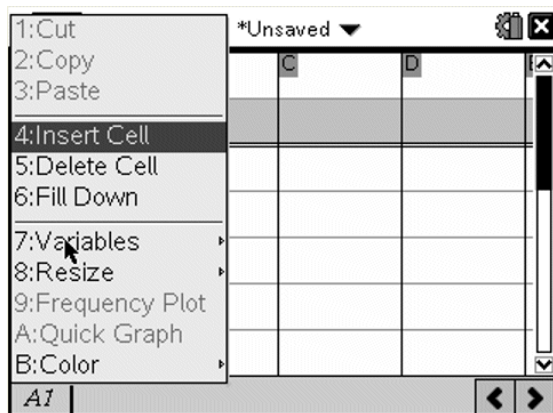 *Unsaved
1:Cut
2:Copy
3:Paste
4:Insert Cell
5:Delete Cell
6:Fill Down
7:Variables
8:Resize
9:Frequency Plot
A:Quick Graph
B:Color
C
D
A1